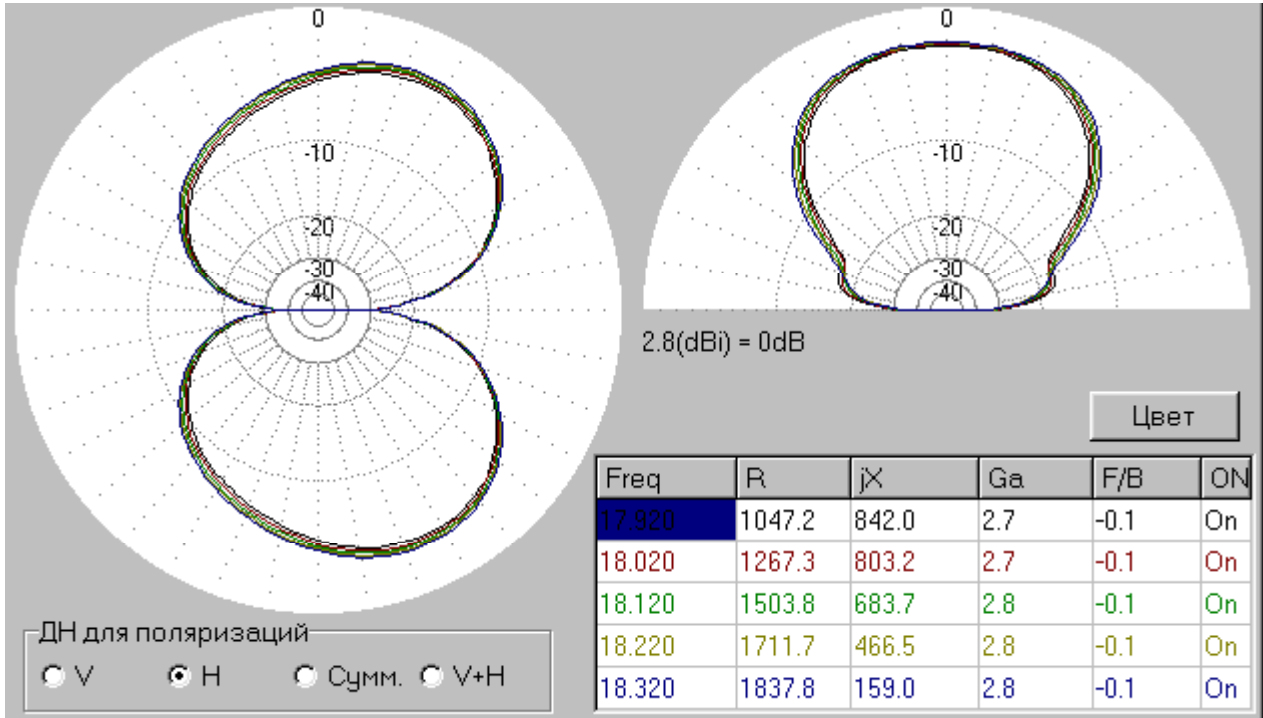 0
-10
-20
-30
-40
0
-10
-20
-30
-40
2.8(dBi) = 0dB
Цвет
Freq R jX Ga F/B ON
17.920 1047.2 842.0 2.7 -0.1 On
18.020 1267.3 803.2 2.7 -0.1 On
18.120 1503.8 683.7 2.8 -0.1 On
18.220 1711.7 466.5 2.8 -0.1 On
18.320 1837.8 159.0 2.8 -0.1 On
ДН для поляризаций
V H Сумм. V+H